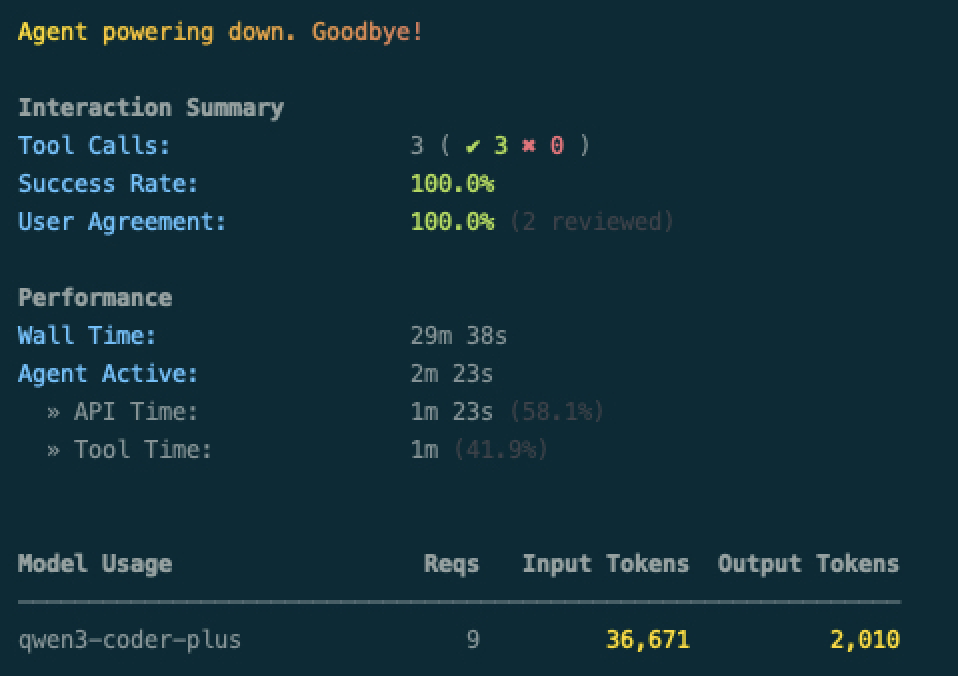 Agent powering down. Goodbye!
Interaction Summary
Tool Calls: 3 ( ✔ 3 ✖ 0 )
Success Rate: 100.0%
User Agreement: 100.0% (2 reviewed)
Performance
Wall Time: 29m 38s
Agent Active: 2m 23s
» API Time: 1m 23s (58.1%)
» Tool Time: 1m (41.9%)
Model Usage Reqs Input Tokens Output Tokens
qwen3-coder-plus 9 36,671 2,010